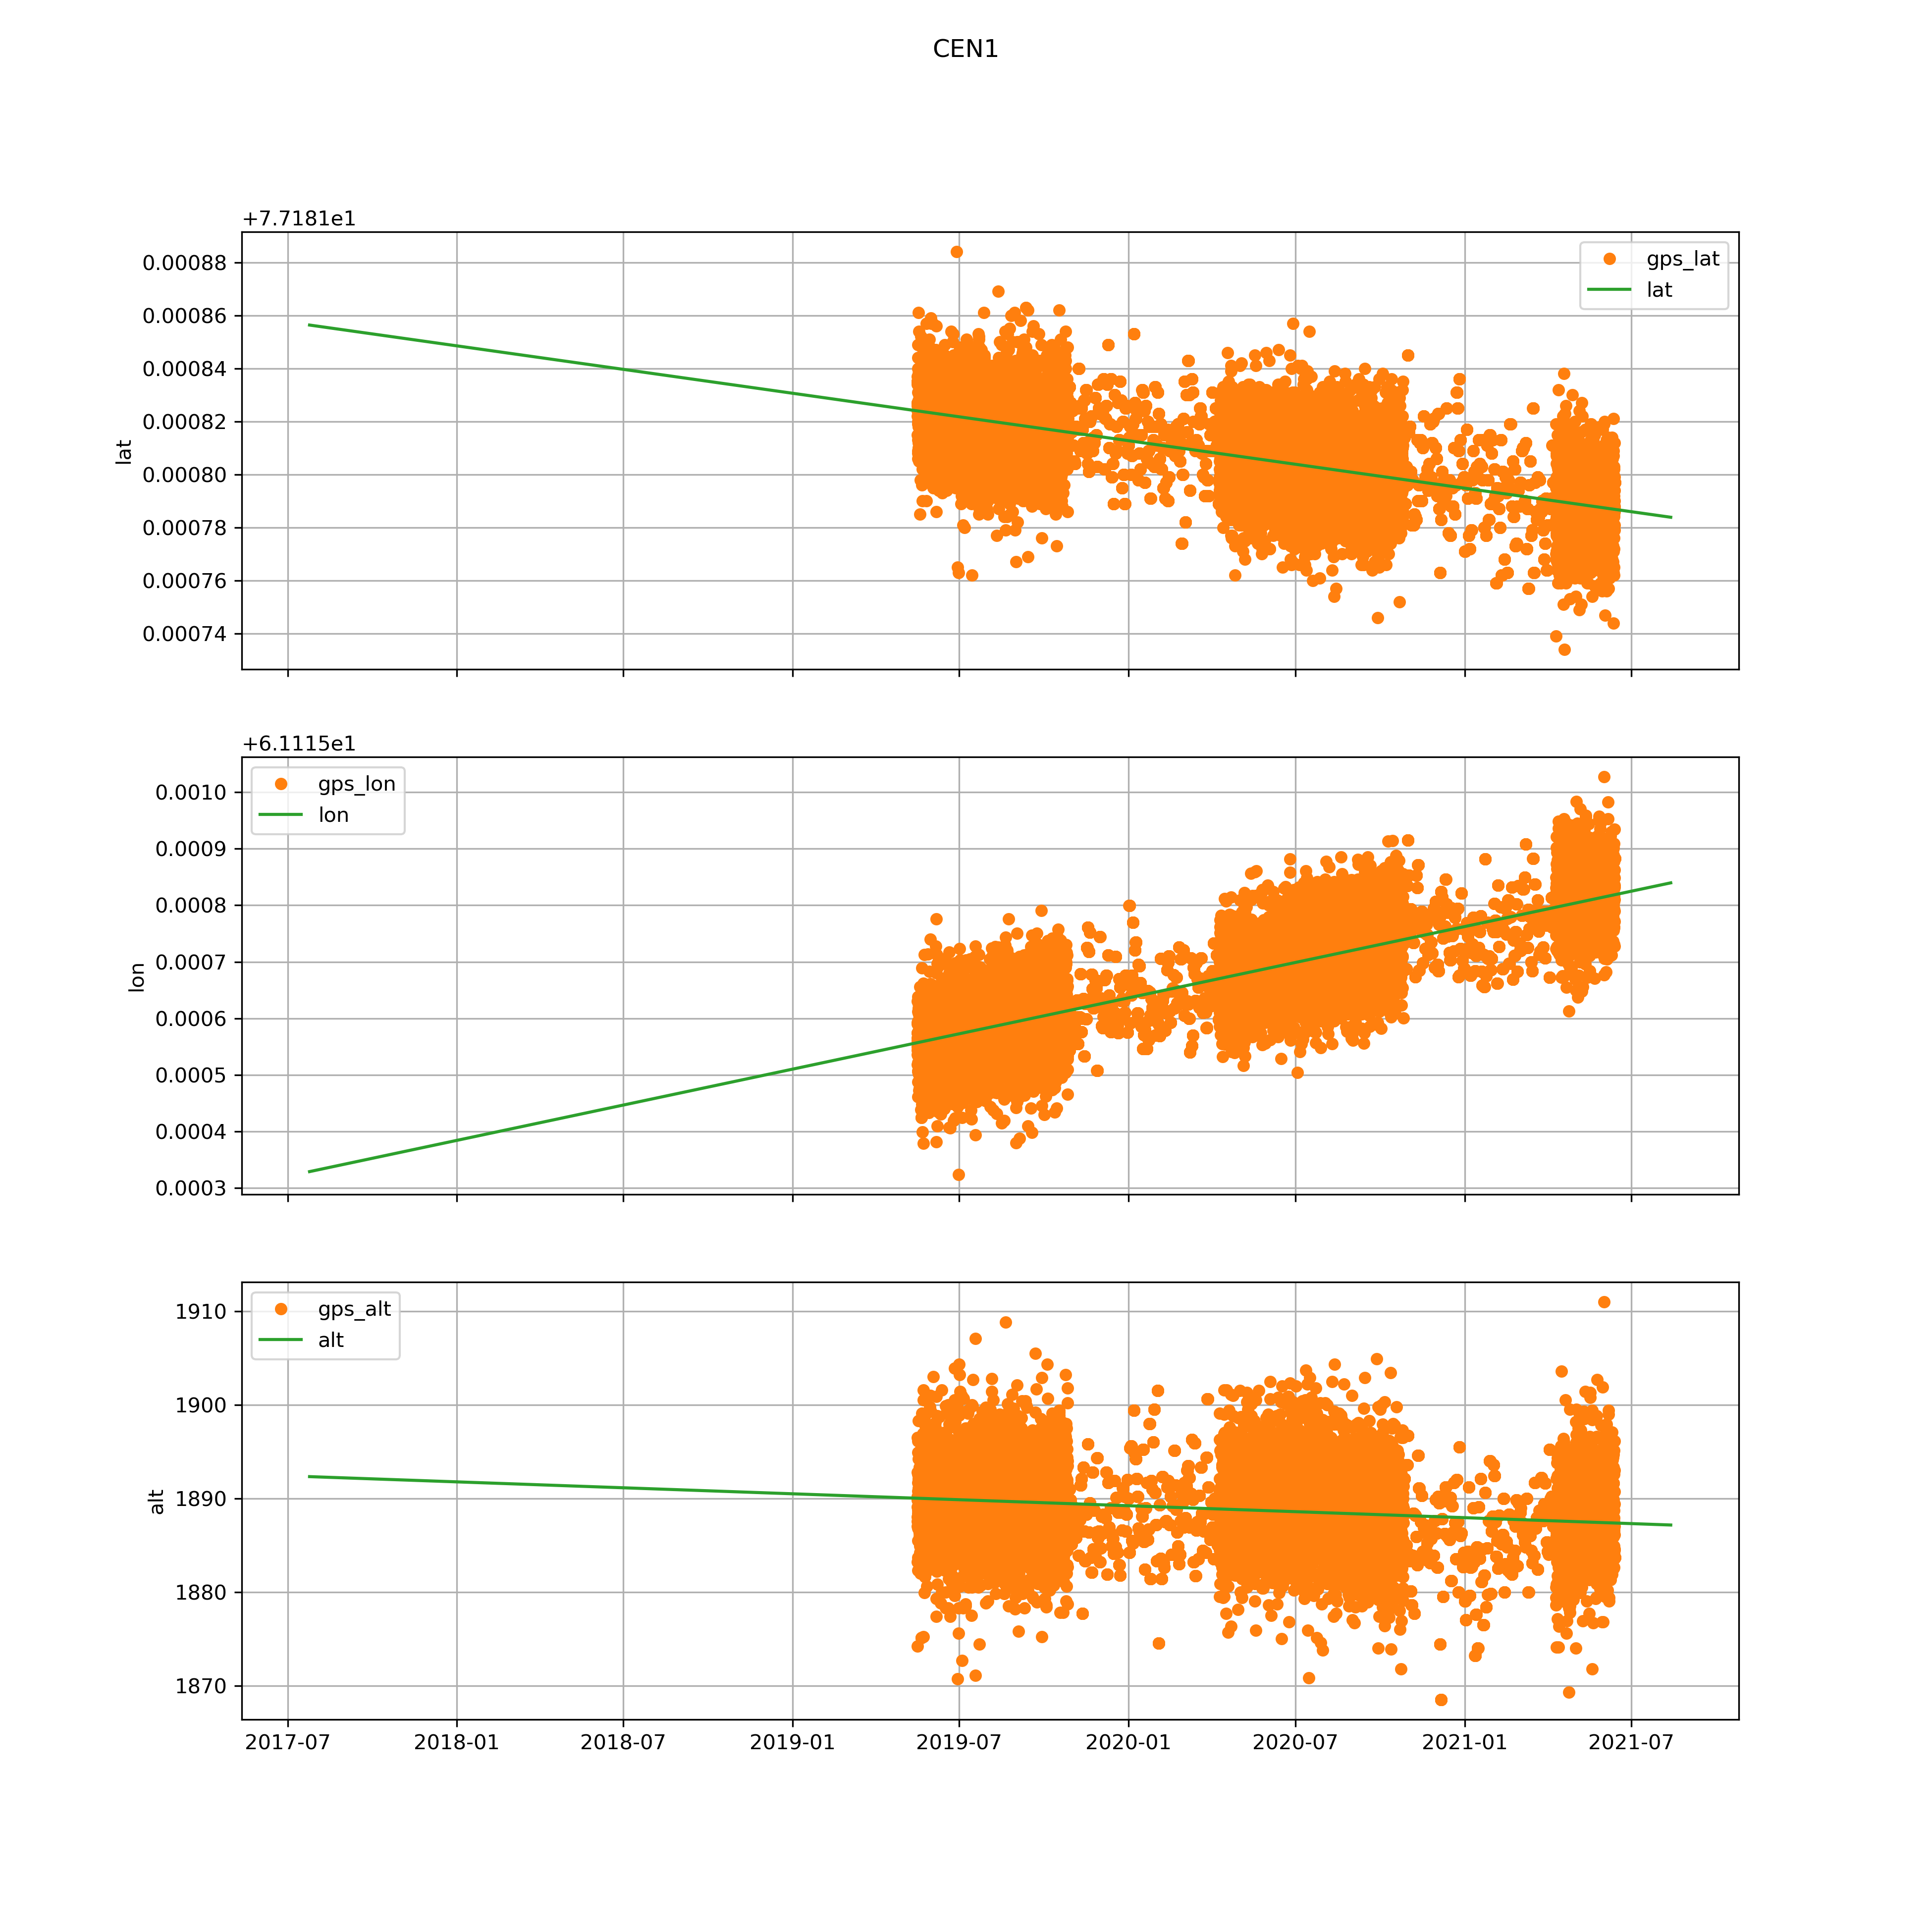 CEN1
+7.7181e1
0.00088
0.00086
0.00084
0.00082
0.00080
0.00078
0.00076
0.00074
lat
gps_lat
lat
+6.1115e1
0.0010
0.0009
0.0008
0.0007
0.0006
0.0005
0.0004
0.0003
lon
gps_lon
lon
1910
1900
1890
1880
1870
alt
gps_alt
alt
2017-07 2018-01 2018-07 2019-01 2019-07 2020-01 2020-07 2021-01 2021-07